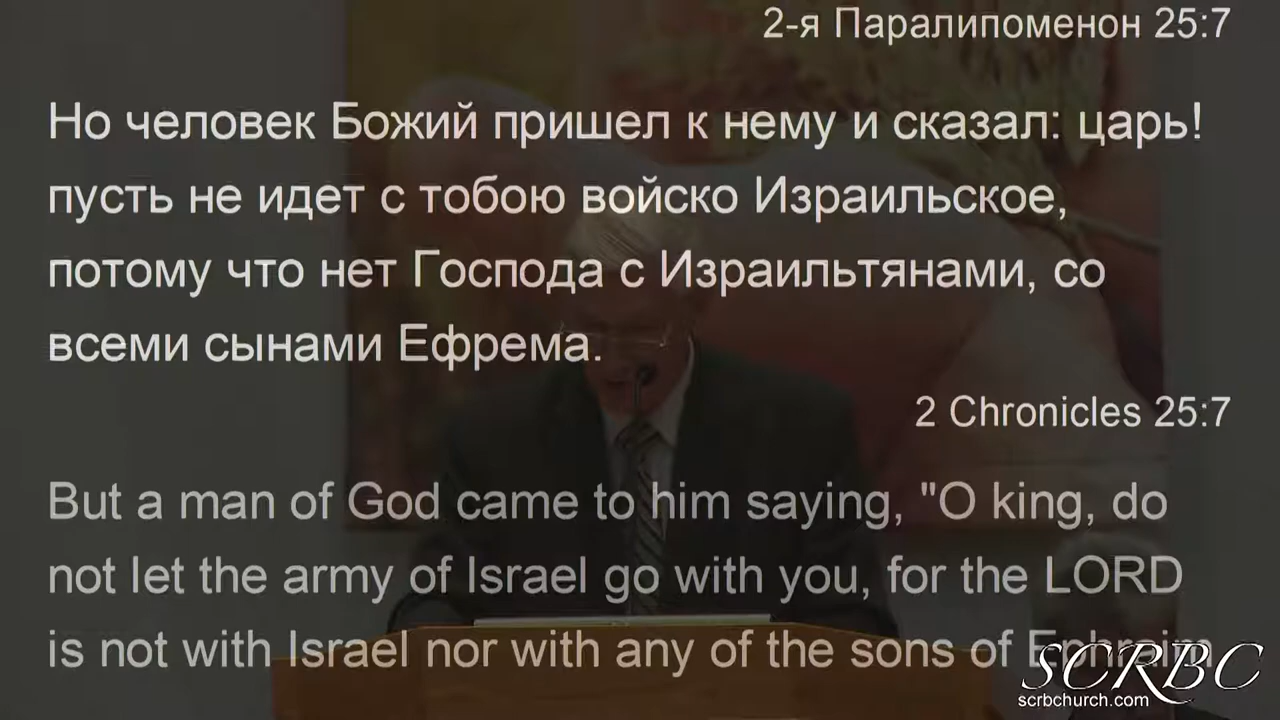 2-я Паралипоменон 25:7
Но человек Божий пришел к нему и сказал: царь!
пусть не идет с тобою войско Израильское,
потому что нет Господа с Израильтянами, со
всеми сынами Ефрема.
2 Chronicles 25:7
But a man of God came to him saying, "O king, do
not let the army of Israel go with you, for the LORD
is not with Israel nor with any of the sons of Ephraim
SCRBC
scrbchurch.com